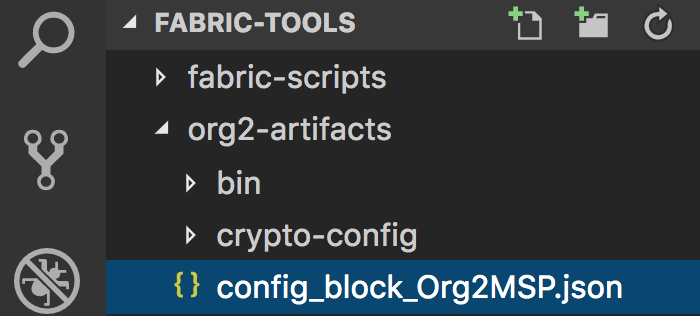 FABRIC-TOOLS
fabric-scripts
org2-artifacts
bin
crypto-config
{ } config_block_Org2MSP.json